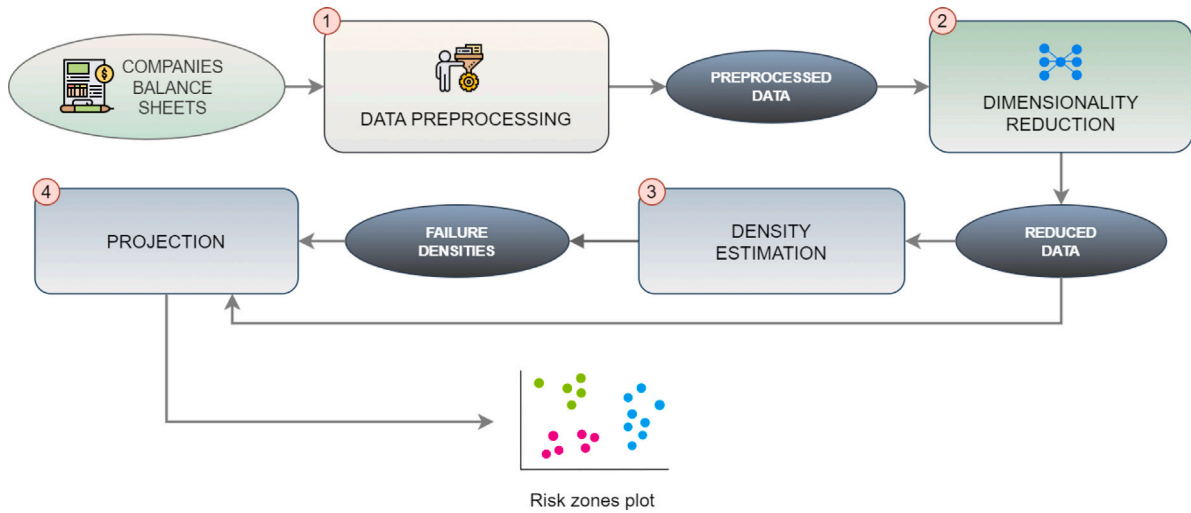 1
COMPANIES
BALANCE
SHEETS
DATA PREPROCESSING
PREPROCESSED
DATA
2
DIMENSIONALITY
REDUCTION
4
PROJECTION
FAILURE
DENSITIES
3
DENSITY
ESTIMATION
REDUCED
DATA
Risk zones plot